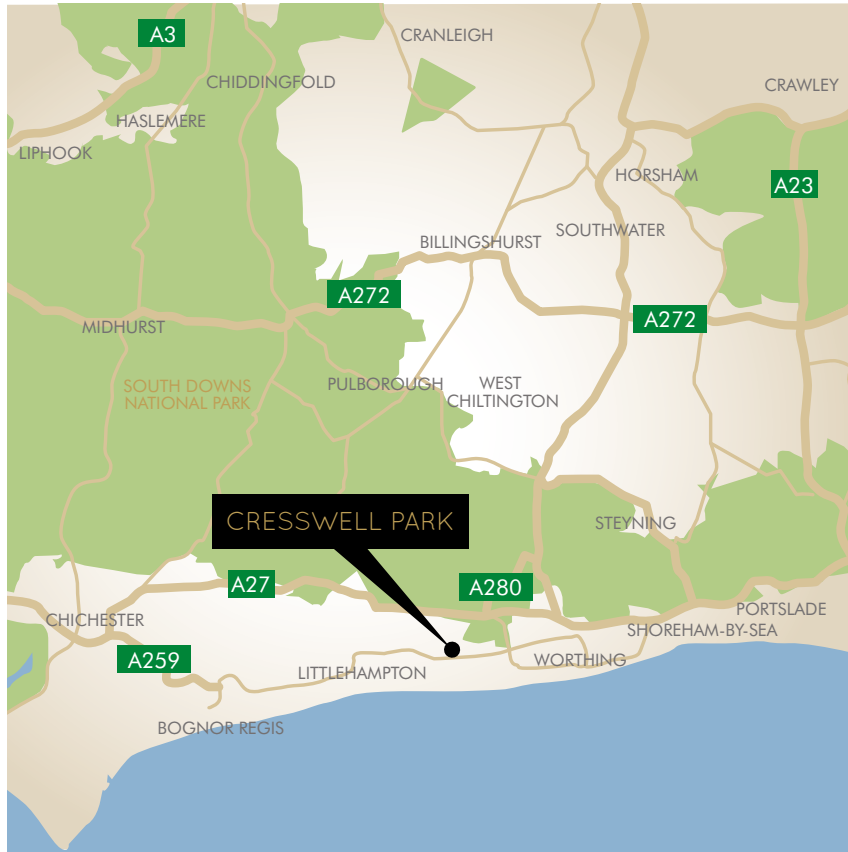 A3
CRANLEIGH
CHIDDINGFOLD
CRAWLEY
HASLEMERE
LIPHOOK
HORSHAM
A23
SOUTHWATER
BILLINGSHURST
A272
A272
MIDHURST
PULBOROUGH
WEST
CHILTINGTON
SOUTH DOWNS
NATIONAL PARK
CRESSWELL PARK
STEYNING
A27
A280
CHICHESTER
PORTSLADE
SHOREHAM-BY-SEA
A259
LITTLEHAMPTON
WORTHING
BOGNOR REGIS